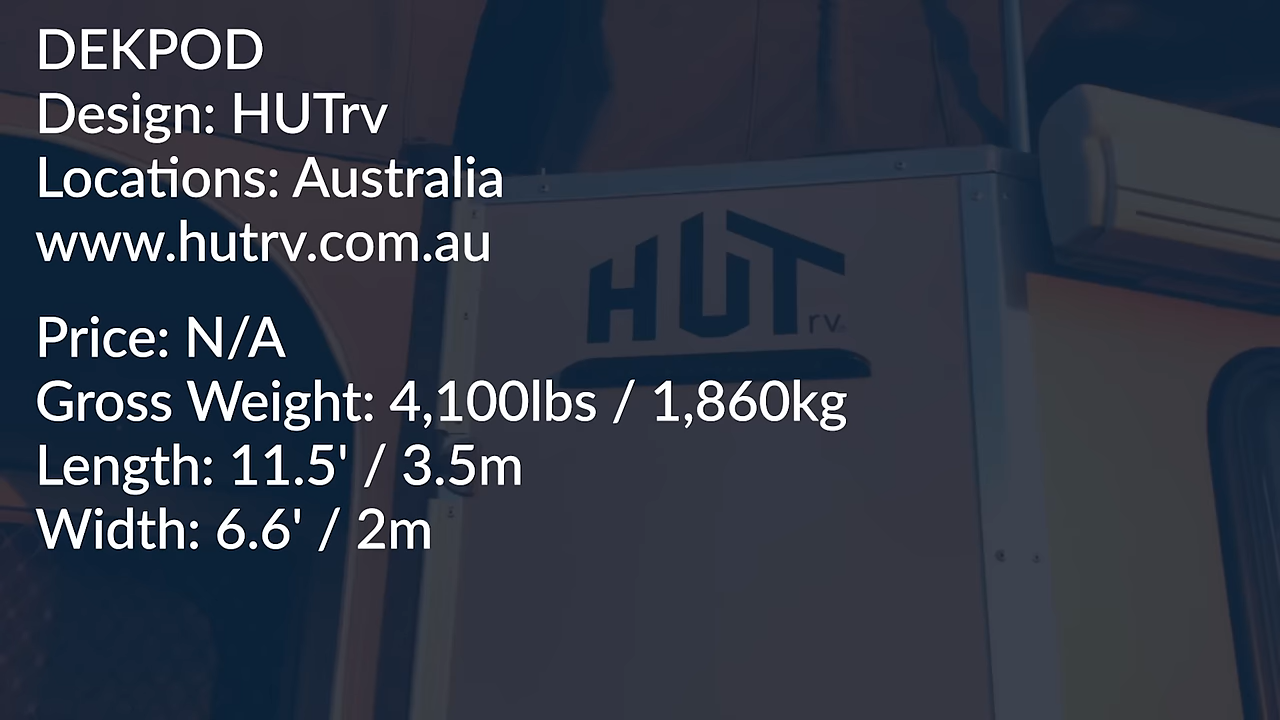 DEKPOD
Design: HUTrv
Locations: Australia
www.hutrv.com.au
Price: N/A
Gross Weight: 4,100lbs / 1,860kg
Length: 11.5' / 3.5m
Width: 6.6' / 2m
HUT
rv